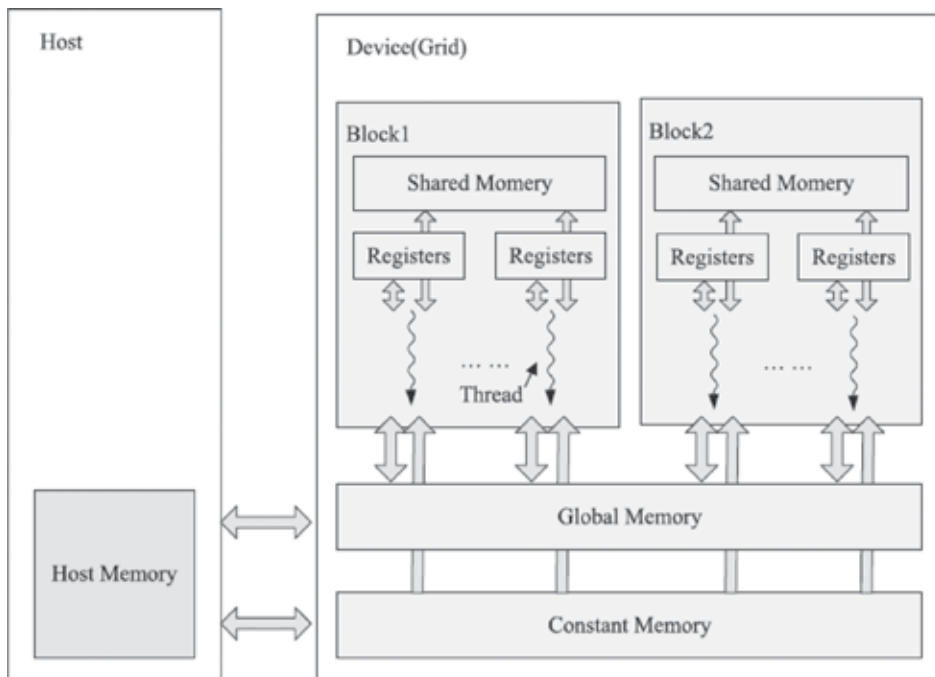 Host
Device(Grid)
Block1
Shared Momery
Registers
Registers
... ...
Thread
Block2
Shared Momery
Registers
Registers
... ...
Host Memory
Global Memory
Constant Memory